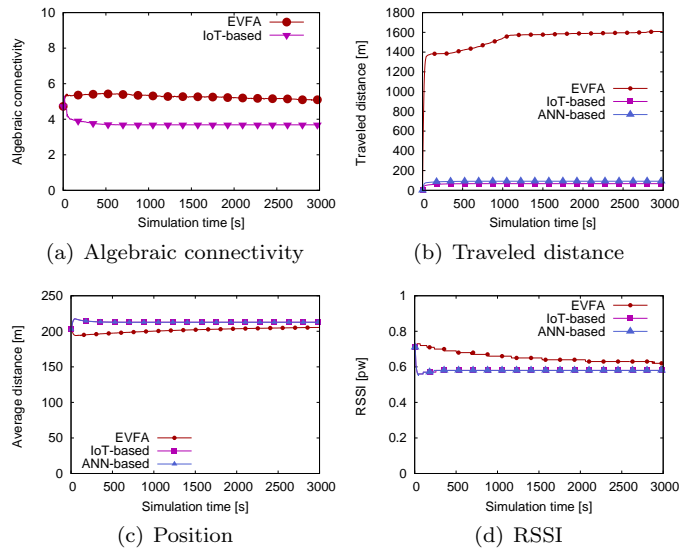 EVFA
IoT-based
Algebraic connectivity
10
8
6
4
2
0
0 500 1000 1500 2000 2500 3000
Simulation time [s]
(a) Algebraic connectivity
EVFA
IoT-based
ANN-based
Traveled distance [m]
1800
1600
1400
1200
1000
800
600
400
200
0
0 500 1000 1500 2000 2500 3000
Simulation time [s]
(b) Traveled distance
EVFA
IoT-based
ANN-based
Average distance [m]
250
200
150
100
50
0
0 500 1000 1500 2000 2500 3000
Simulation time [s]
(c) Position
EVFA
IoT-based
ANN-based
RSSI [pw]
1
0.8
0.6
0.4
0.2
0
0 500 1000 1500 2000 2500 3000
Simulation time [s]
(d) RSSI